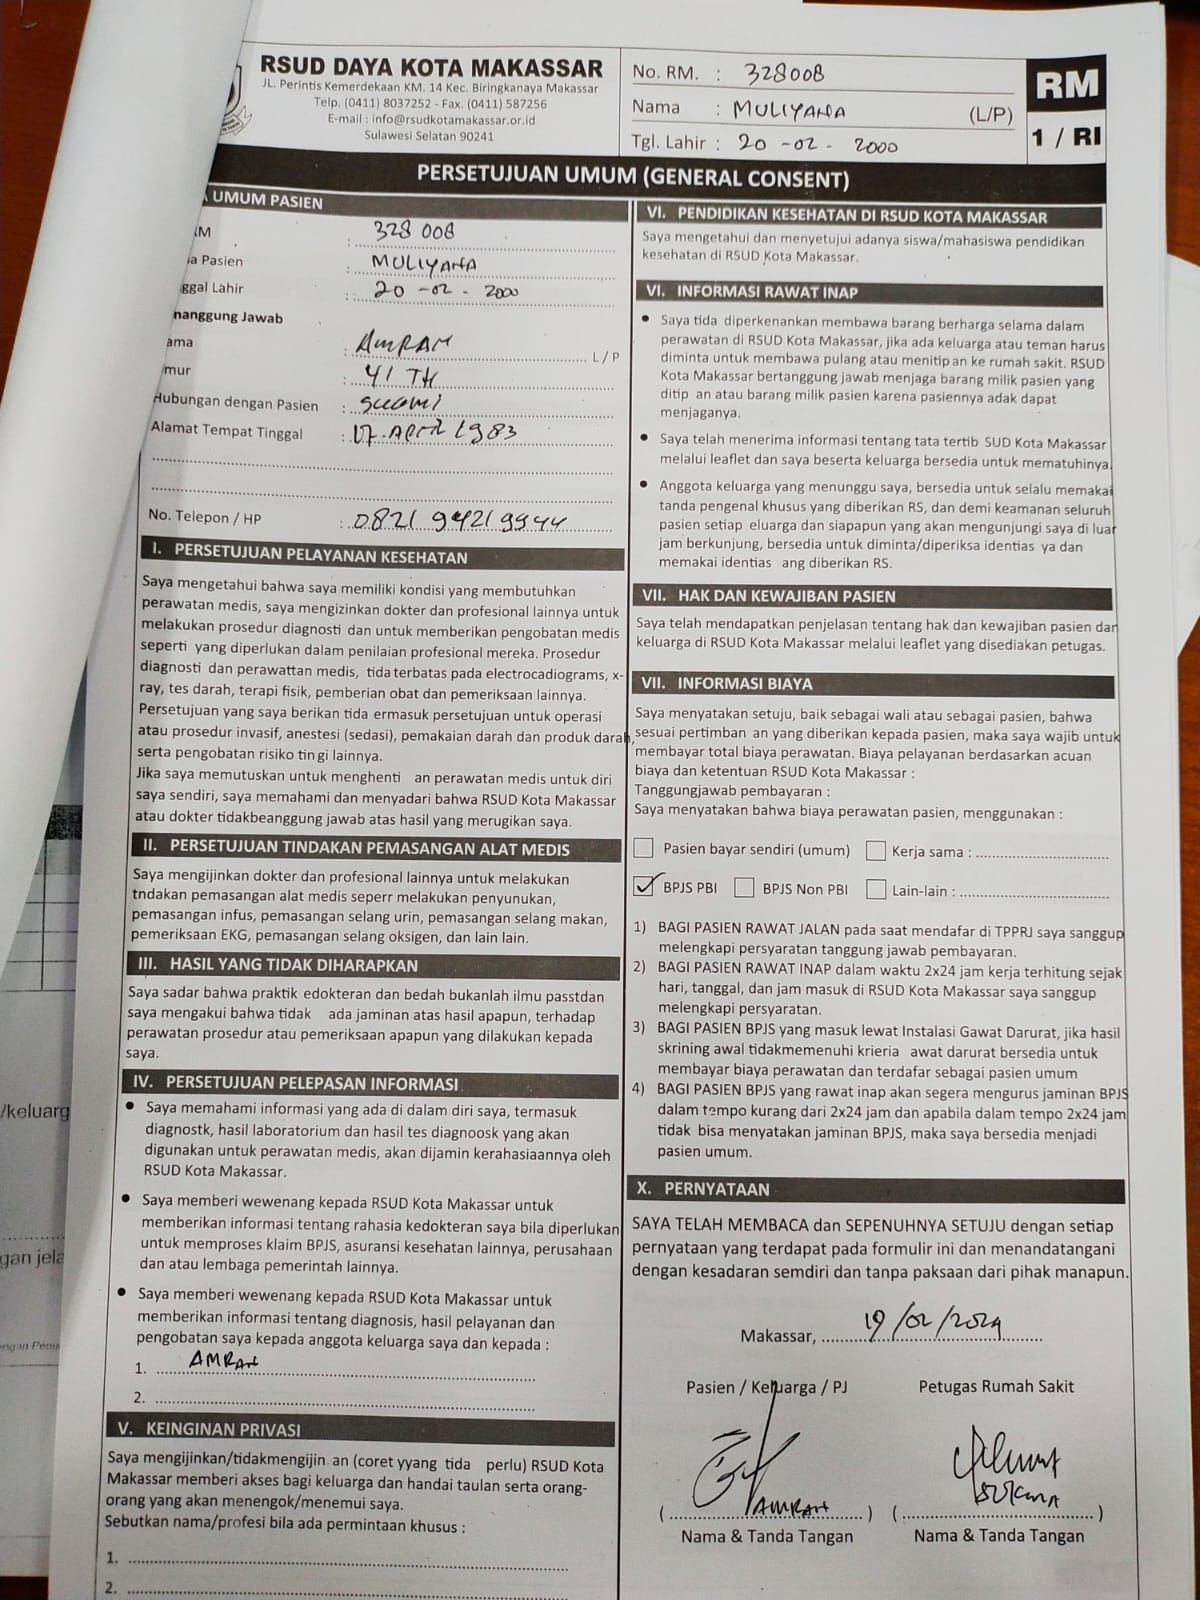 RSUD DAYA KOTA MAKASSAR
JL. Perintis Kemerdekaan KM. 14 Kec. Biringkanaya Makassar
Telp. (0411) 8037252 - Fax. (0411) 587256
E-mail : info@rsudkotamakassar.or.id
Sulawesi Selatan 90241
No. RM. : 328008
Nama : MULIYANA (L/P)
Tgl. Lahir : 20 - 02 - 2000
RM
1 / RI
PERSETUJUAN UMUM (GENERAL CONSENT)
UMUM PASIEN
RM : 328 008
a Pasien : MULIYANA
ggal Lahir : 20 - 02 - 2000
nanggung Jawab
ama : AMRAH L / P
mur : 41 TH
Hubungan dengan Pasien : SUAMI
Alamat Tempat Tinggal : 07 - APril 1983
No. Telepon / HP : 0821 9421 9944
I. PERSETUJUAN PELAYANAN KESEHATAN
Saya mengetahui bahwa saya memiliki kondisi yang membutuhkan
perawatan medis, saya mengizinkan dokter dan profesional lainnya untuk
melakukan prosedur diagnosti dan untuk memberikan pengobatan medis
seperti yang diperlukan dalam penilaian profesional mereka. Prosedur
diagnosti dan perawattan medis, tida terbatas pada electrocadiograms, x-
ray, tes darah, terapi fisik, pemberian obat dan pemeriksaan lainnya.
Persetujuan yang saya berikan tida ermasuk persetujuan untuk operasi
atau prosedur invasif, anestesi (sedasi), pemakaian darah dan produk darah,
serta pengobatan risiko tin gi lainnya.
Jika saya memutuskan untuk menghenti an perawatan medis untuk diri
saya sendiri, saya memahami dan menyadari bahwa RSUD Kota Makassar
atau dokter tidakbeanggung jawab atas hasil yang merugikan saya.
II. PERSETUJUAN TINDAKAN PEMASANGAN ALAT MEDIS
Saya mengijinkan dokter dan profesional lainnya untuk melakukan
tndakan pemasangan alat medis seperr melakukan penyunukan,
pemasangan infus, pemasangan selang urin, pemasangan selang makan,
pemeriksaan EKG, pemasangan selang oksigen, dan lain lain.
III. HASIL YANG TIDAK DIHARAPKAN
Saya sadar bahwa praktik edokteran dan bedah bukanlah ilmu passtdan
saya mengakui bahwa tidak ada jaminan atas hasil apapun, terhadap
perawatan prosedur atau pemeriksaan apapun yang dilakukan kepada
saya.
IV. PERSETUJUAN PELEPASAN INFORMASI
• Saya memahami informasi yang ada di dalam diri saya, termasuk
diagnostk, hasil laboratorium dan hasil tes diagnoosk yang akan
digunakan untuk perawatan medis, akan dijamin kerahasiaannya oleh
RSUD Kota Makassar.
• Saya memberi wewenang kepada RSUD Kota Makassar untuk
memberikan informasi tentang rahasia kedokteran saya bila diperlukan
untuk memproses klaim BPJS, asuransi kesehatan lainnya, perusahaan
dan atau lembaga pemerintah lainnya.
• Saya memberi wewenang kepada RSUD Kota Makassar untuk
memberikan informasi tentang diagnosis, hasil pelayanan dan
pengobatan saya kepada anggota keluarga saya dan kepada :
1. AMRAH
2.
V. KEINGINAN PRIVASI
Saya mengijinkan/tidakmengijin an (coret yyang tida perlu) RSUD Kota
Makassar memberi akses bagi keluarga dan handai taulan serta orang-
orang yang akan menengok/menemui saya.
Sebutkan nama/profesi bila ada permintaan khusus :
1.
2.
VI. PENDIDIKAN KESEHATAN DI RSUD KOTA MAKASSAR
Saya mengetahui dan menyetujui adanya siswa/mahasiswa pendidikan
kesehatan di RSUD Kota Makassar.
VI. INFORMASI RAWAT INAP
• Saya tida diperkenankan membawa barang berharga selama dalam
perawatan di RSUD Kota Makassar, jika ada keluarga atau teman harus
diminta untuk membawa pulang atau menitip an ke rumah sakit. RSUD
Kota Makassar bertanggung jawab menjaga barang milik pasien yang
ditip an atau barang milik pasien karena pasiennya adak dapat
menjaganya.
• Saya telah menerima informasi tentang tata tertib SUD Kota Makassar
melalui leaflet dan saya beserta keluarga bersedia untuk mematuhinya.
• Anggota keluarga yang menunggu saya, bersedia untuk selalu memakai
tanda pengenal khusus yang diberikan RS, dan demi keamanan seluruh
pasien setiap eluarga dan siapapun yang akan mengunjungi saya di luar
jam berkunjung, bersedia untuk diminta/diperiksa identias ya dan
memakai identias ang diberikan RS.
VII. HAK DAN KEWAJIBAN PASIEN
Saya telah mendapatkan penjelasan tentang hak dan kewajiban pasien dan
keluarga di RSUD Kota Makassar melalui leaflet yang disediakan petugas.
VII. INFORMASI BIAYA
Saya menyatakan setuju, baik sebagai wali atau sebagai pasien, bahwa
sesuai pertimban an yang diberikan kepada pasien, maka saya wajib untuk
membayar total biaya perawatan. Biaya pelayanan berdasarkan acuan
biaya dan ketentuan RSUD Kota Makassar :
Tanggungjawab pembayaran :
Saya menyatakan bahwa biaya perawatan pasien, menggunakan :
Pasien bayar sendiri (umum) Kerja sama :
✓ BPJS PBI BPJS Non PBI Lain-lain :
1) BAGI PASIEN RAWAT JALAN pada saat mendafar di TPPRJ saya sanggup
melengkapi persyaratan tanggung jawab pembayaran.
2) BAGI PASIEN RAWAT INAP dalam waktu 2x24 jam kerja terhitung sejak
hari, tanggal, dan jam masuk di RSUD Kota Makassar saya sanggup
melengkapi persyaratan.
3) BAGI PASIEN BPJS yang masuk lewat Instalasi Gawat Darurat, jika hasil
skrining awal tidakmemenuhi krieria awat darurat bersedia untuk
membayar biaya perawatan dan terdafar sebagai pasien umum
4) BAGI PASIEN BPJS yang rawat inap akan segera mengurus jaminan BPJS
dalam tempo kurang dari 2x24 jam dan apabila dalam tempo 2x24 jam
tidak bisa menyatakan jaminan BPJS, maka saya bersedia menjadi
pasien umum.
X. PERNYATAAN
SAYA TELAH MEMBACA dan SEPENUHNYA SETUJU dengan setiap
pernyataan yang terdapat pada formulir ini dan menandatangani
dengan kesadaran semdiri dan tanpa paksaan dari pihak manapun.
Makassar, 19/02/2024
Pasien / Keluarga / PJ Petugas Rumah Sakit
( AMRAH ) ( )
Nama & Tanda Tangan Nama & Tanda Tangan
/keluarg
gan jela